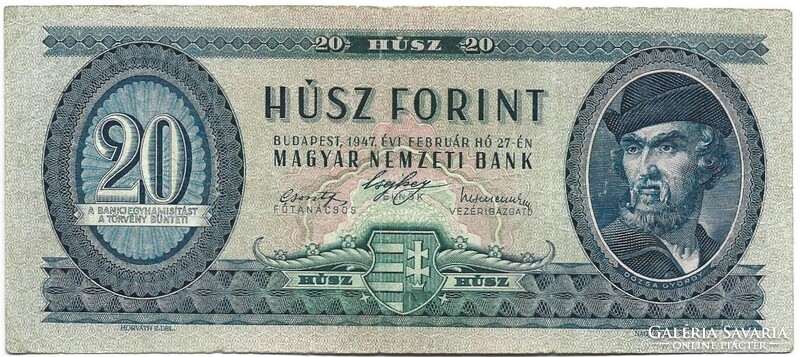 20 HÚSZ 20
HÚSZ FORINT
BUDAPEST, 1947. ÉVI FEBRUÁR HÓ 27-ÉN
MAGYAR NEMZETI BANK
FŐTANÁCSOS ELNÖK VEZÉRIGAZGATÓ
20
A BANKJEGYHAMISÍTÁST
A TÖRVÉNY BÜNTETI
HÚSZ HÚSZ
DÓZSA GYÖRGY
HORVÁTH E. DEL.
GALÉRIA SAVARIA
ONLINE PIACTÉR